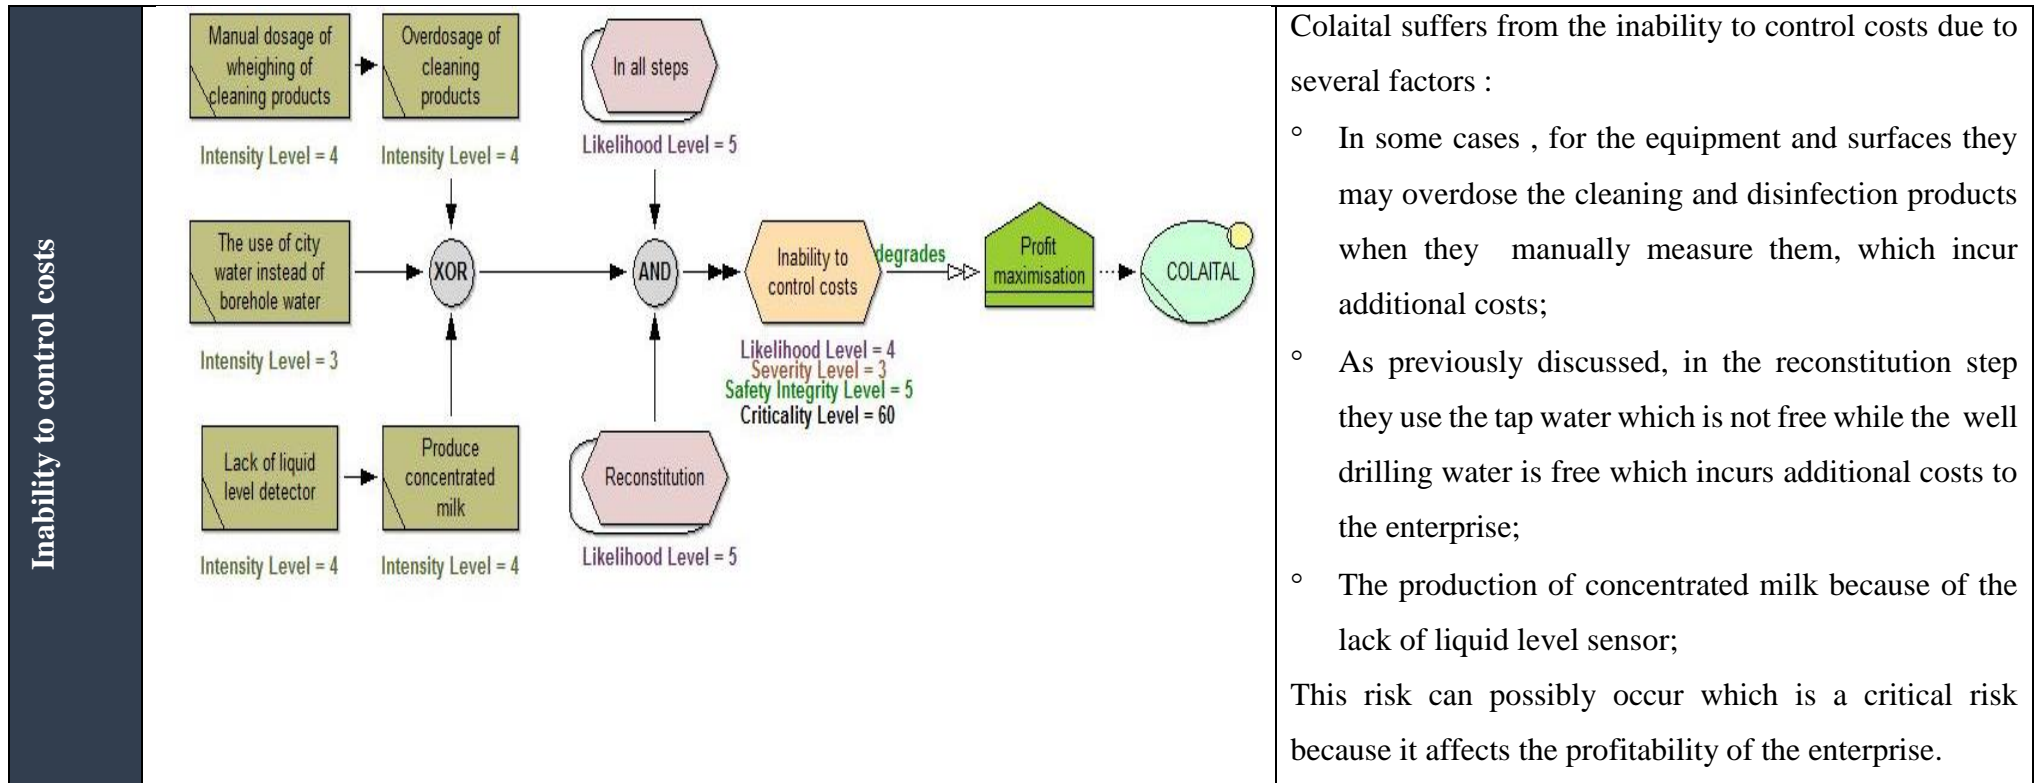 Inability to control costs
Manual dosage of
wheighing of
cleaning products
Intensity Level = 4
Overdosage of
cleaning
products
Intensity Level = 4
In all steps
Likelihood Level = 5
The use of city
water instead of
borehole water
Intensity Level = 3
XOR
AND
Inability to
control costs
Likelihood Level = 4
Severity Level = 3
Safety Integrity Level = 5
Criticality Level = 60
degrades
Profit
maximisation
COLAITAL
Lack of liquid
level detector
Intensity Level = 4
Produce
concentrated
milk
Intensity Level = 4
Reconstitution
Likelihood Level = 5
Colaital suffers from the inability to control costs due to
several factors :
° In some cases , for the equipment and surfaces they
may overdose the cleaning and disinfection products
when they manually measure them, which incur
additional costs;
° As previously discussed, in the reconstitution step
they use the tap water which is not free while the well
drilling water is free which incurs additional costs to
the enterprise;
° The production of concentrated milk because of the
lack of liquid level sensor;
This risk can possibly occur which is a critical risk
because it affects the profitability of the enterprise.